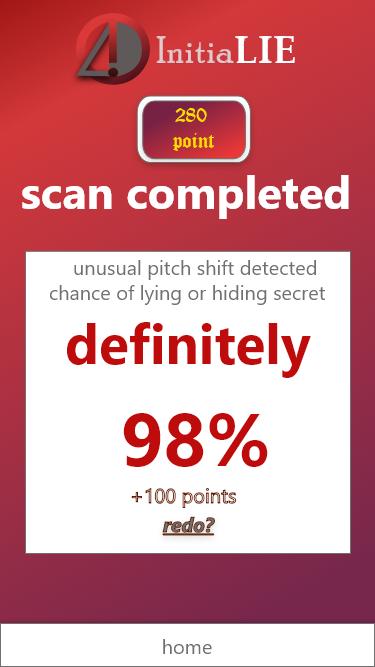 InitiaLIE
280
point
scan completed
unusual pitch shift detected
chance of lying or hiding secret
definitely
98%
+100 points
redo?
home